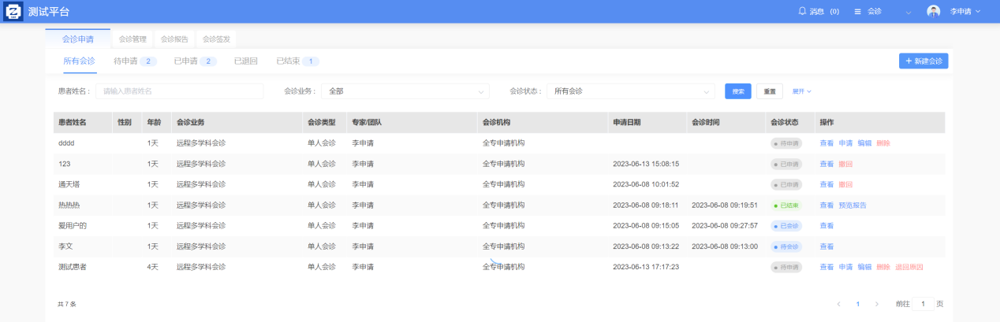 测试平台 消息 (0) 会诊 李申请
会诊申请 会诊管理 会诊报告 会诊签发
所有会诊 待申请 2 已申请 2 已退回 已结束 1 + 新建会诊
患者姓名： 请输入患者姓名 会诊业务： 全部 会诊状态： 所有会诊 搜索 重置 展开
患者姓名 性别 年龄 会诊业务 会诊类型 专家/团队 会诊机构 申请日期 会诊时间 会诊状态 操作
dddd 1天 远程多学科会诊 单人会诊 李申请 全专申请机构 待申请 查看 申请 编辑 删除
123 1天 远程多学科会诊 单人会诊 李申请 全专申请机构 2023-06-13 15:08:15 已申请 查看 撤回
通天塔 1天 远程多学科会诊 单人会诊 李申请 全专申请机构 2023-06-08 10:01:52 已申请 查看 撤回
热热热 1天 远程多学科会诊 单人会诊 李申请 全专申请机构 2023-06-08 09:18:11 2023-06-08 09:19:51 已结束 查看 预览报告
爱用户的 1天 远程多学科会诊 单人会诊 李申请 全专申请机构 2023-06-08 09:15:05 2023-06-08 09:27:57 已会诊 查看
李文 1天 远程多学科会诊 单人会诊 李申请 全专申请机构 2023-06-08 09:13:22 2023-06-08 09:13:00 待会诊 查看
测试患者 4天 远程多学科会诊 单人会诊 李申请 全专申请机构 2023-06-13 17:17:23 待申请 查看 申请 编辑 删除 退回原因
共 7 条 1 前往 1 页